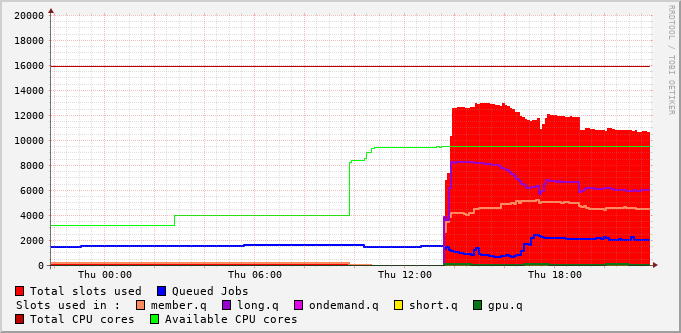 RRDTOOL / TOBI OETIKER
20000
18000
16000
14000
12000
10000
8000
6000
4000
2000
0
Thu 00:00 Thu 06:00 Thu 12:00 Thu 18:00
Total slots used Queued Jobs
Slots used in : member.q long.q ondemand.q short.q gpu.q
Total CPU cores Available CPU cores